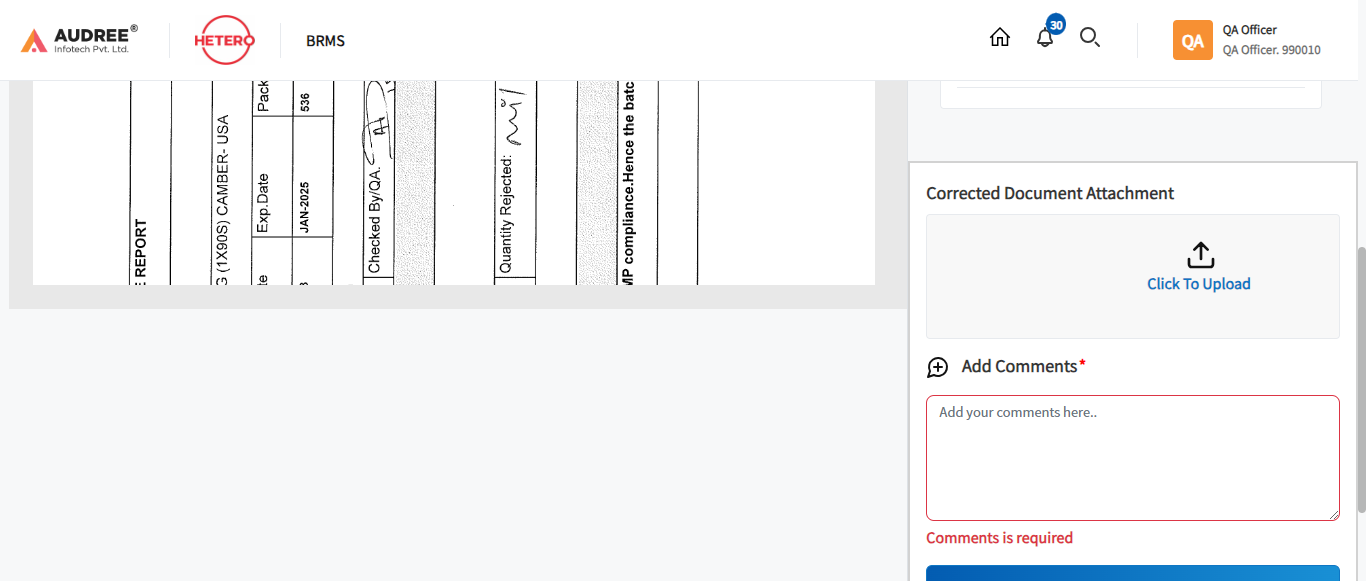 AUDREE®
Infotech Pvt. Ltd.
HETERO
BRMS
30
QA
QA Officer
QA Officer. 990010
REPORT
(1X90S) CAMBER- USA
Pack
Exp.Date
536
JAN-2025
Checked By/QA.
Quantity Rejected:
Nil
MP compliance.Hence the batc
Corrected Document Attachment
Click To Upload
Add Comments*
Add your comments here..
Comments is required